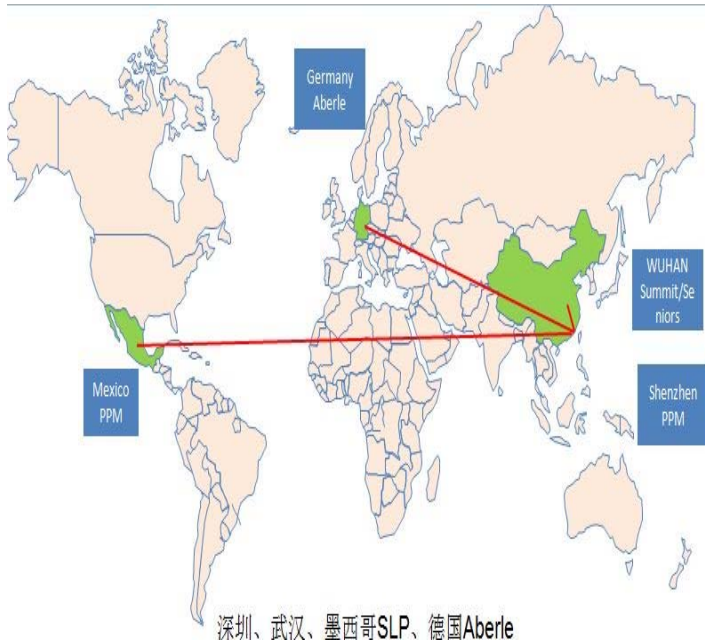 Germany
Aberle
WUHAN
Summit/Se
niors
Mexico
PPM
Shenzhen
PPM
深圳、武汉、墨西哥SLP、德国Aberle